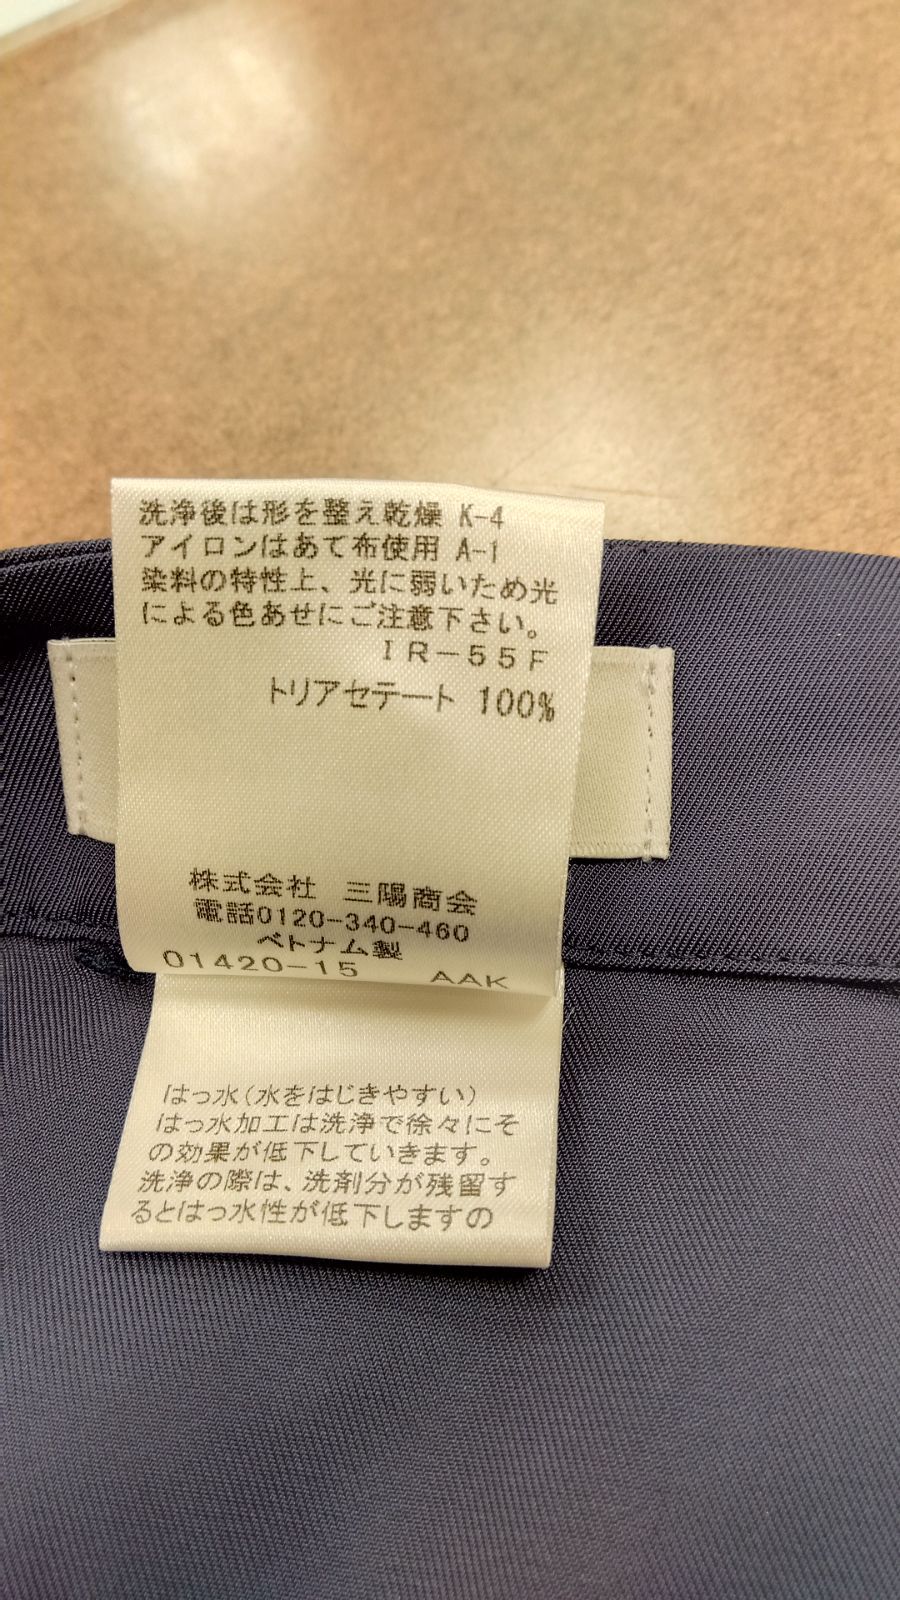 洗浄後は形を整え乾燥 K-4
アイロンはあて布使用 A-1
染料の特性上、光に弱いため光
による色あせにご注意下さい。
IR-55F
トリアセテート 100%
株式会社 三陽商会
電話0120-340-460
ベトナム製
01420-15 AAK
はっ水(水をはじきやすい)
はっ水加工は洗浄で徐々にそ
の効果が低下していきます。
洗浄の際は、洗剤分が残留す
るとはっ水性が低下しますの